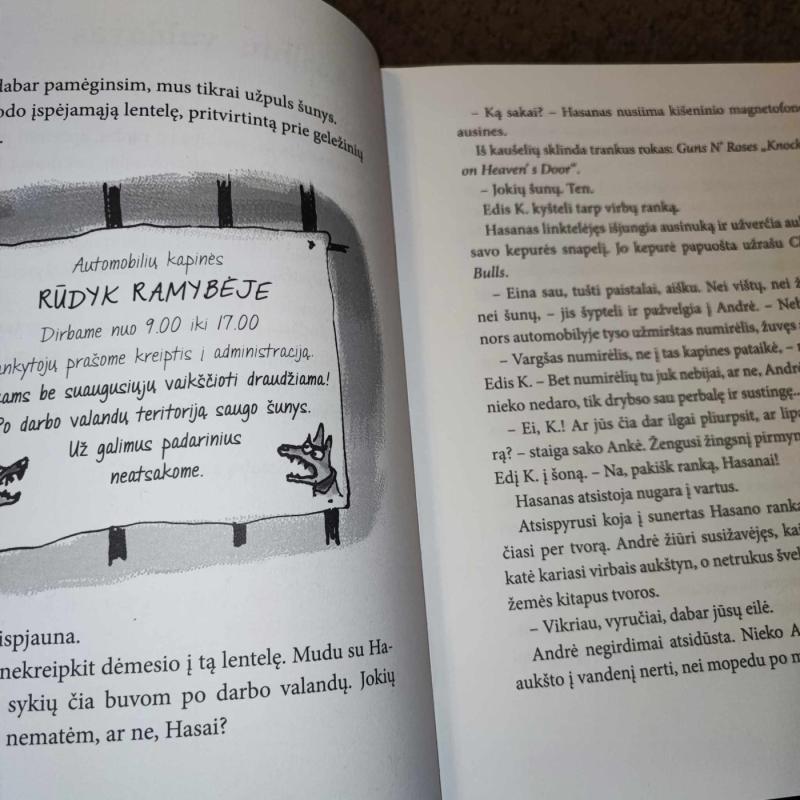 dabar pamėginsim, mus tikrai užpuls šunys.
odo įspėjamąją lentelę, pritvirtintą prie geležinių
Automobilių kapinės
RŪDYK RAMYBĖJE
Dirbame nuo 9.00 iki 17.00
ankytojų prašome kreiptis į administraciją.
ams be suaugusiųjų vaikščioti draudžiama!
Po darbo valandų teritoriją saugo šunys.
Už galimus padarinius
neatsakome.
ispjauna.
nekreipkit dėmesio į tą lentelę. Mudu su Ha-
sykių čia buvom po darbo valandų. Jokių
nematėm, ar ne, Hasai?
– Ką sakai? – Hasanas nusiima kišeninio magnetofono
ausines.
Iš kaušelių sklinda trankus rokas: Guns N' Roses „Knock
on Heaven's Door“.
– Jokių šunų. Ten.
Edis K. kyšteli tarp virbų ranką.
Hasanas linktelėjęs išjungia ausinuką ir užverčia au
savo kepurės snapelį. Jo kepurė papuošta užrašu Ch
Bulls.
– Eina sau, tušti paistalai, aišku. Nei vištų, nei ž
nei šunų, – jis šypteli ir pažvelgia į Andrė. – Neb
nors automobilyje tyso užmirštas numirėlis, žuvęs
– Vargšas numirėlis, ne į tas kapines pataikė, –
Edis K. – Bet numirėlių tu juk nebijai, ar ne, Andrė
nieko nedaro, tik drybso sau perbalę ir sustingę...
– Ei, K.! Ar jūs čia dar ilgai pliurpsit, ar lipa
rą? – staiga sako Ankė. Žengusi žingsnį pirmyn
Edį K. į šoną. – Na, pakišk ranką, Hasanai!
Hasanas atsistoja nugara į vartus.
Atsispyrusi koja į sunertas Hasano ranka
čiasi per tvorą. Andrė žiūri susižavėjęs, kai
katė kariasi virbais aukštyn, o netrukus švel
žemės kitapus tvoros.
– Vikriau, vyručiai, dabar jūsų eilė.
Andrė negirdimai atsidūsta. Nieko A
aukšto į vandenį nerti, nei mopedu po m